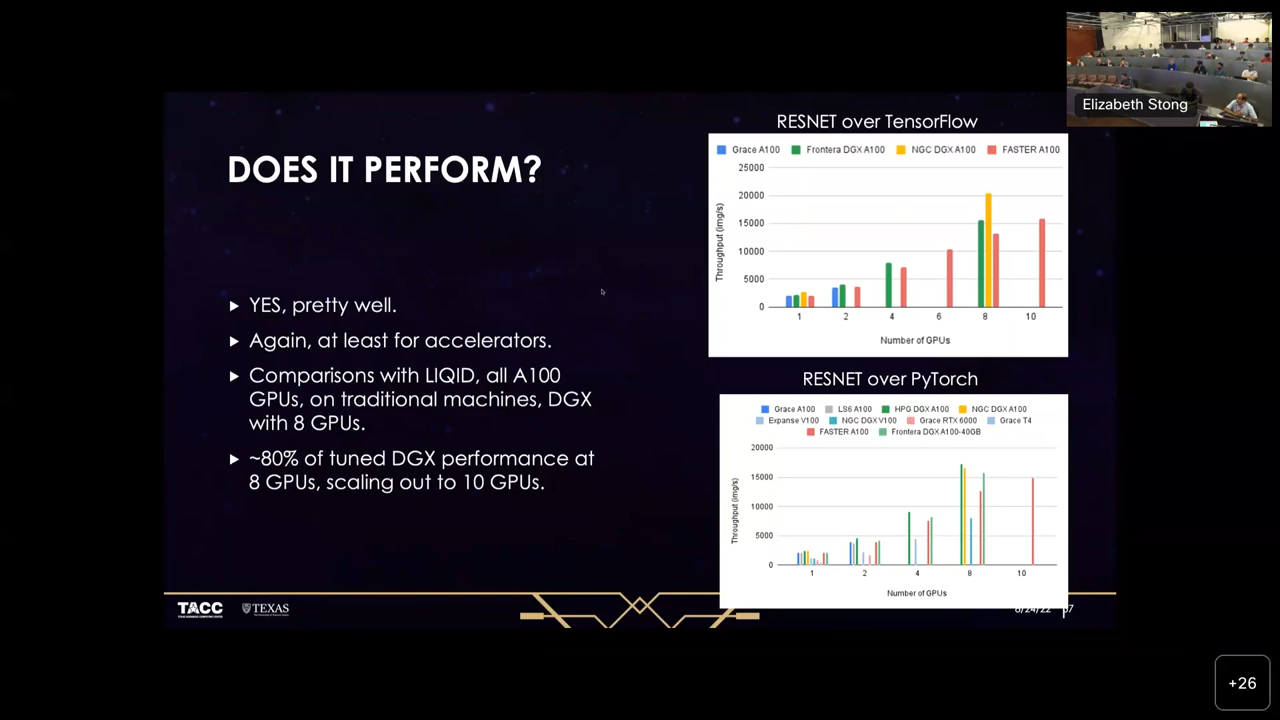 Elizabeth Stong
DOES IT PERFORM?
YES, pretty well.
Again, at least for accelerators.
Comparisons with LIQID, all A100
GPUs, on traditional machines, DGX
with 8 GPUs.
~80% of tuned DGX performance at
8 GPUs, scaling out to 10 GPUs.
RESNET over TensorFlow
Grace A100 Frontera DGX A100 NGC DGX A100 FASTER A100
25000
20000
15000
10000
5000
0
Throughput (img/s)
1 2 4 6 8 10
Number of GPUs
RESNET over PyTorch
Grace A100 LS6 A100 HPG DGX A100 NGC DGX A100
Expanse V100 NGC DGX V100 Grace RTX 6000 Grace T4
FASTER A100 Frontera DGX A100-40GB
20000
15000
10000
5000
0
Throughput (img/s)
1 2 4 8 10
Number of GPUs
TACC
TEXAS
+26